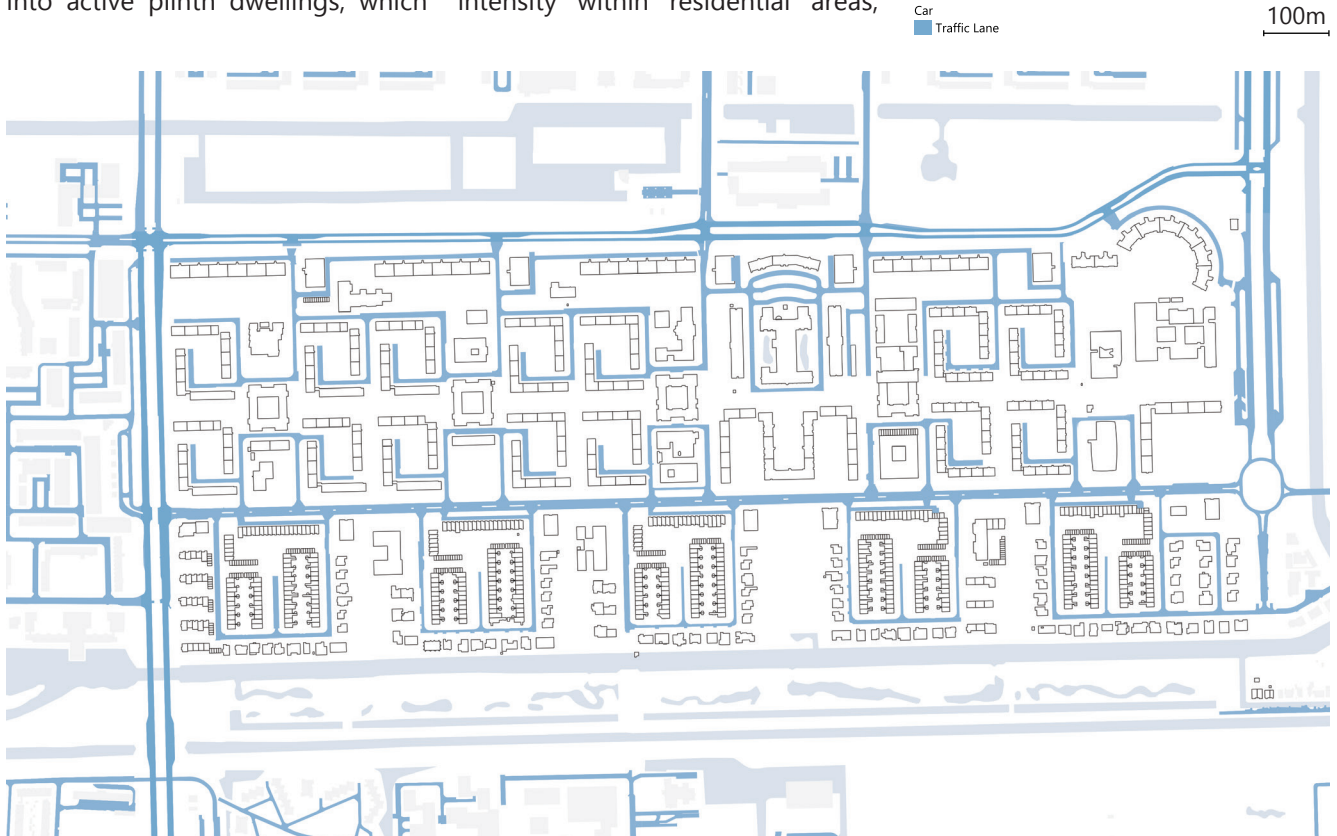 into active plinth dwellings, which
intensity within residential areas,
Car
Traffic Lane
100m